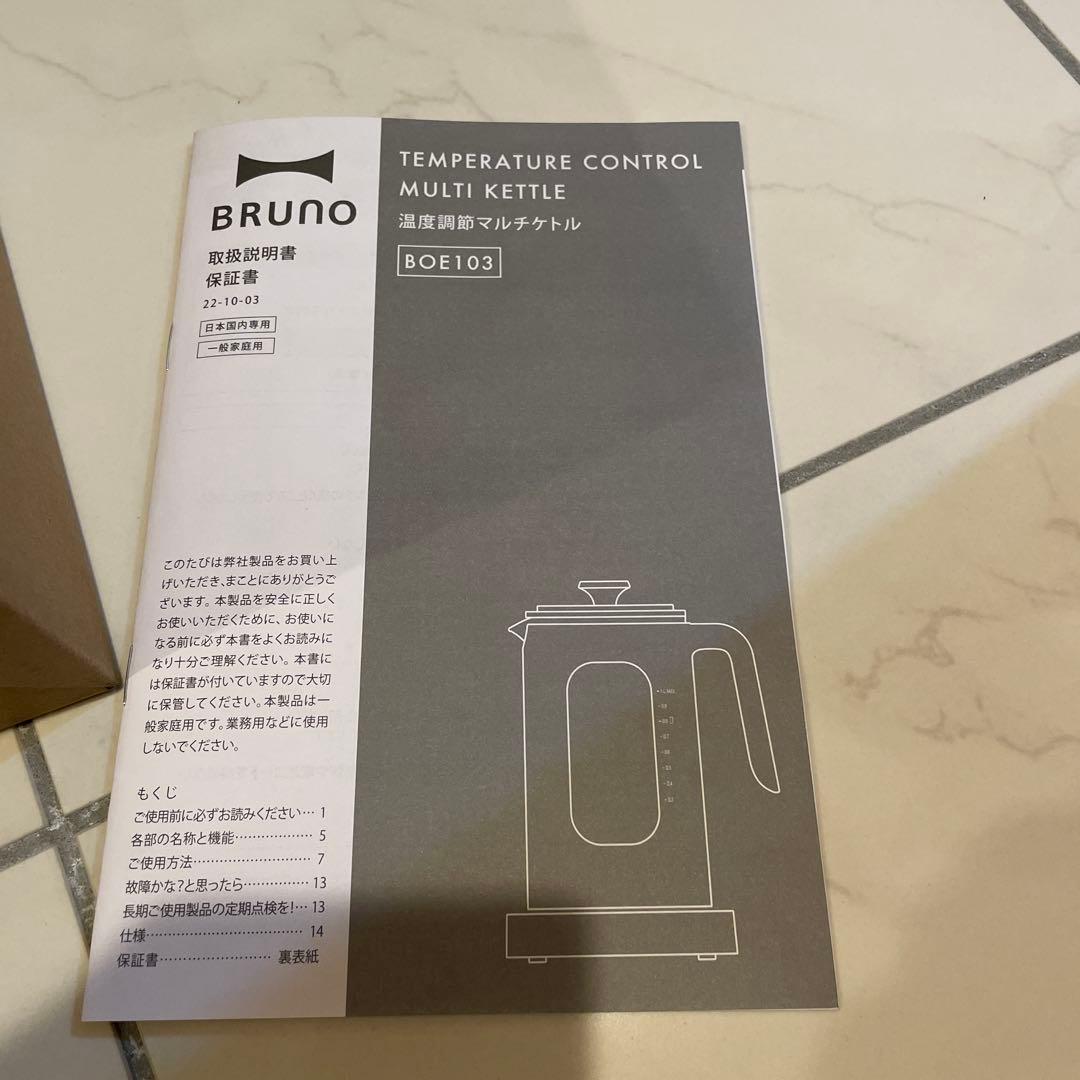 BRUNO
取扱説明書
保証書
22-10-03
日本国内専用
一般家庭用
TEMPERATURE CONTROL
MULTI KETTLE
温度調節マルチケトル
BOE103
このたびは弊社製品をお買い上
げいただき、まことにありがとうご
ざいます。本製品を安全に正しく
お使いいただくために、お使いに
なる前に必ず本書をよくお読みに
なり十分ご理解ください。本書に
は保証書が付いていますので大切
に保管してください。本製品は一
般家庭用です。業務用などに使用
しないでください。
もくじ
ご使用前に必ずお読みください… 1
各部の名称と機能……………… 5
ご使用方法……………………… 7
故障かな?と思ったら…………… 13
長期ご使用製品の定期点検を!… 13
仕様……………………………… 14
保証書…………………… 裏表紙